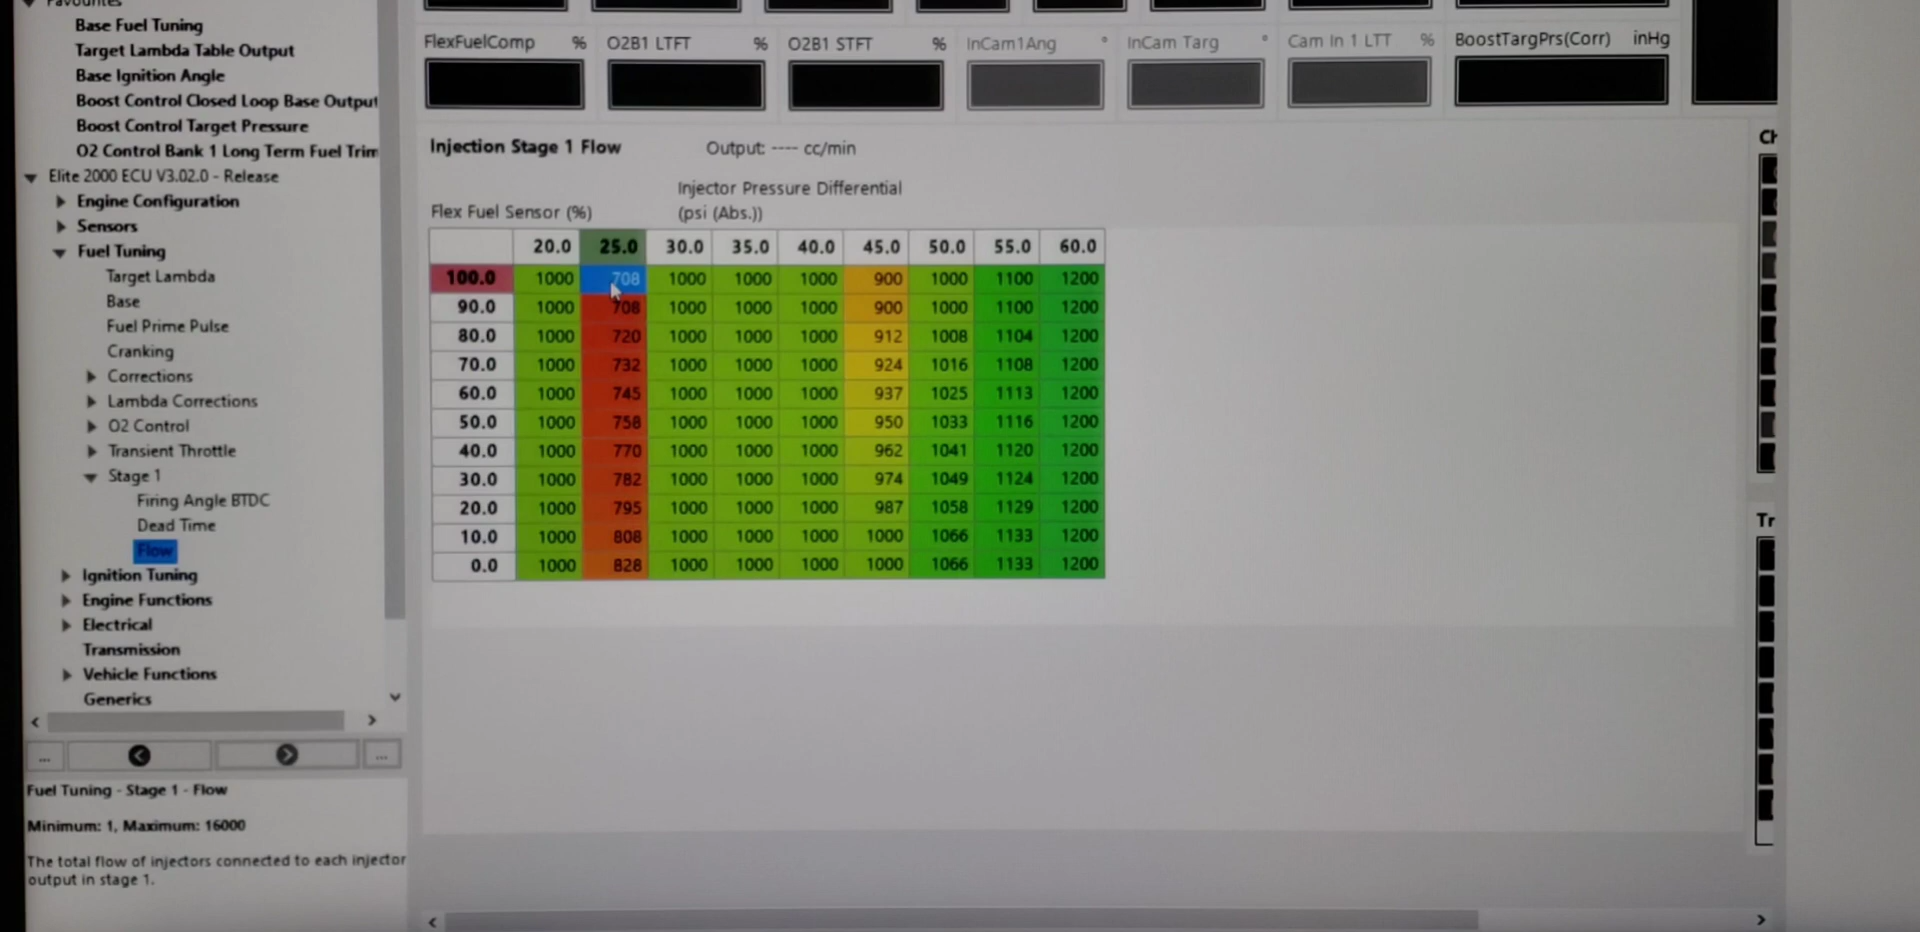 Favourites
Base Fuel Tuning
Target Lambda Table Output
Base Ignition Angle
Boost Control Closed Loop Base Output
Boost Control Target Pressure
O2 Control Bank 1 Long Term Fuel Trim
Elite 2000 ECU V3.02.0 - Release
Engine Configuration
Sensors
Fuel Tuning
Target Lambda
Base
Fuel Prime Pulse
Cranking
Corrections
Lambda Corrections
O2 Control
Transient Throttle
Stage 1
Firing Angle BTDC
Dead Time
Flow
Ignition Tuning
Engine Functions
Electrical
Transmission
Vehicle Functions
Generics
... ...
Fuel Tuning - Stage 1 - Flow
Minimum: 1, Maximum: 16000
The total flow of injectors connected to each injector
output in stage 1.
FlexFuelComp % O2B1 LTFT % O2B1 STFT % InCam1Ang ° InCam Targ ° Cam In 1 LTT % BoostTargPrs(Corr) inHg
Injection Stage 1 Flow Output: ---- cc/min
Injector Pressure Differential
Flex Fuel Sensor (%) (psi (Abs.))
20.0 25.0 30.0 35.0 40.0 45.0 50.0 55.0 60.0
100.0 1000 708 1000 1000 1000 900 1000 1100 1200
90.0 1000 708 1000 1000 1000 900 1000 1100 1200
80.0 1000 720 1000 1000 1000 912 1008 1104 1200
70.0 1000 732 1000 1000 1000 924 1016 1108 1200
60.0 1000 745 1000 1000 1000 937 1025 1113 1200
50.0 1000 758 1000 1000 1000 950 1033 1116 1200
40.0 1000 770 1000 1000 1000 962 1041 1120 1200
30.0 1000 782 1000 1000 1000 974 1049 1124 1200
20.0 1000 795 1000 1000 1000 987 1058 1129 1200
10.0 1000 808 1000 1000 1000 1000 1066 1133 1200
0.0 1000 828 1000 1000 1000 1000 1066 1133 1200
Ch
Tr